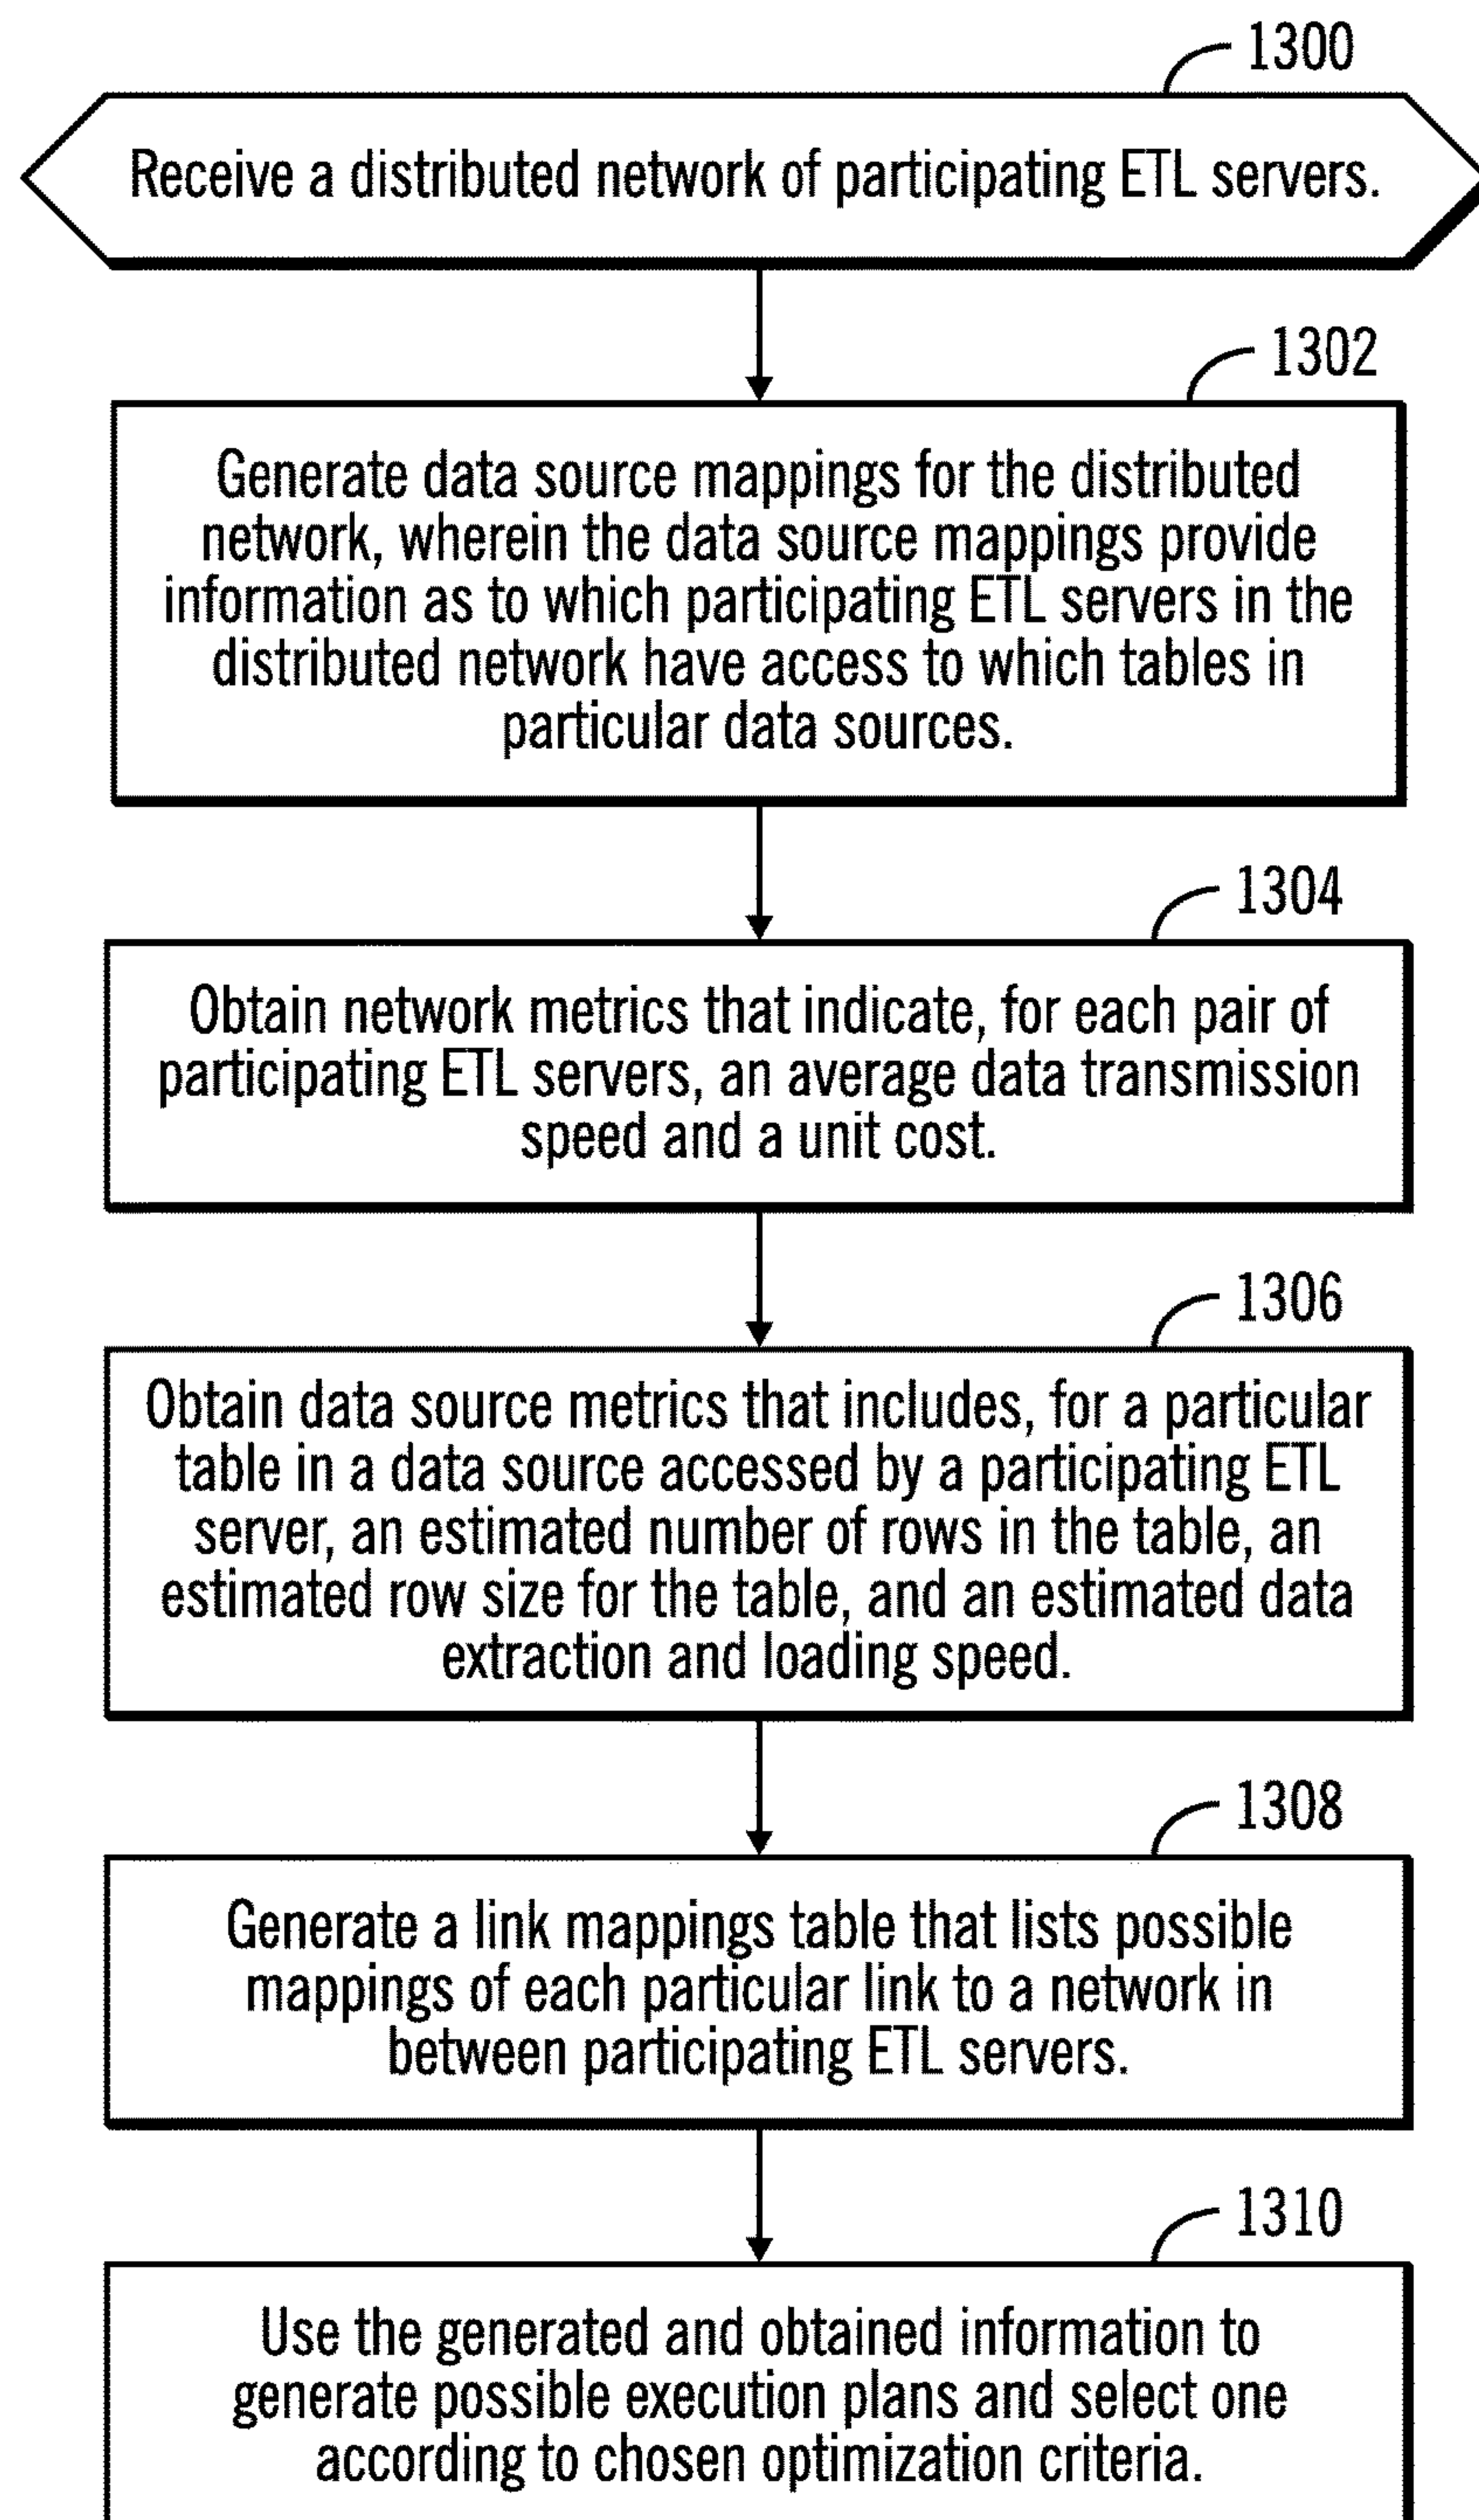 1300
Receive a distributed network of participating ETL servers.
1302
Generate data source mappings for the distributed
network, wherein the data source mappings provide
information as to which participating ETL servers in the
distributed network have access to which tables in
particular data sources.
1304
Obtain network metrics that indicate, for each pair of
participating ETL servers, an average data transmission
speed and a unit cost.
1306
Obtain data source metrics that includes, for a particular
table in a data source accessed by a participating ETL
server, an estimated number of rows in the table, an
estimated row size for the table, and an estimated data
extraction and loading speed.
1308
Generate a link mappings table that lists possible
mappings of each particular link to a network in
between participating ETL servers.
1310
Use the generated and obtained information to
generate possible execution plans and select one
according to chosen optimization criteria.